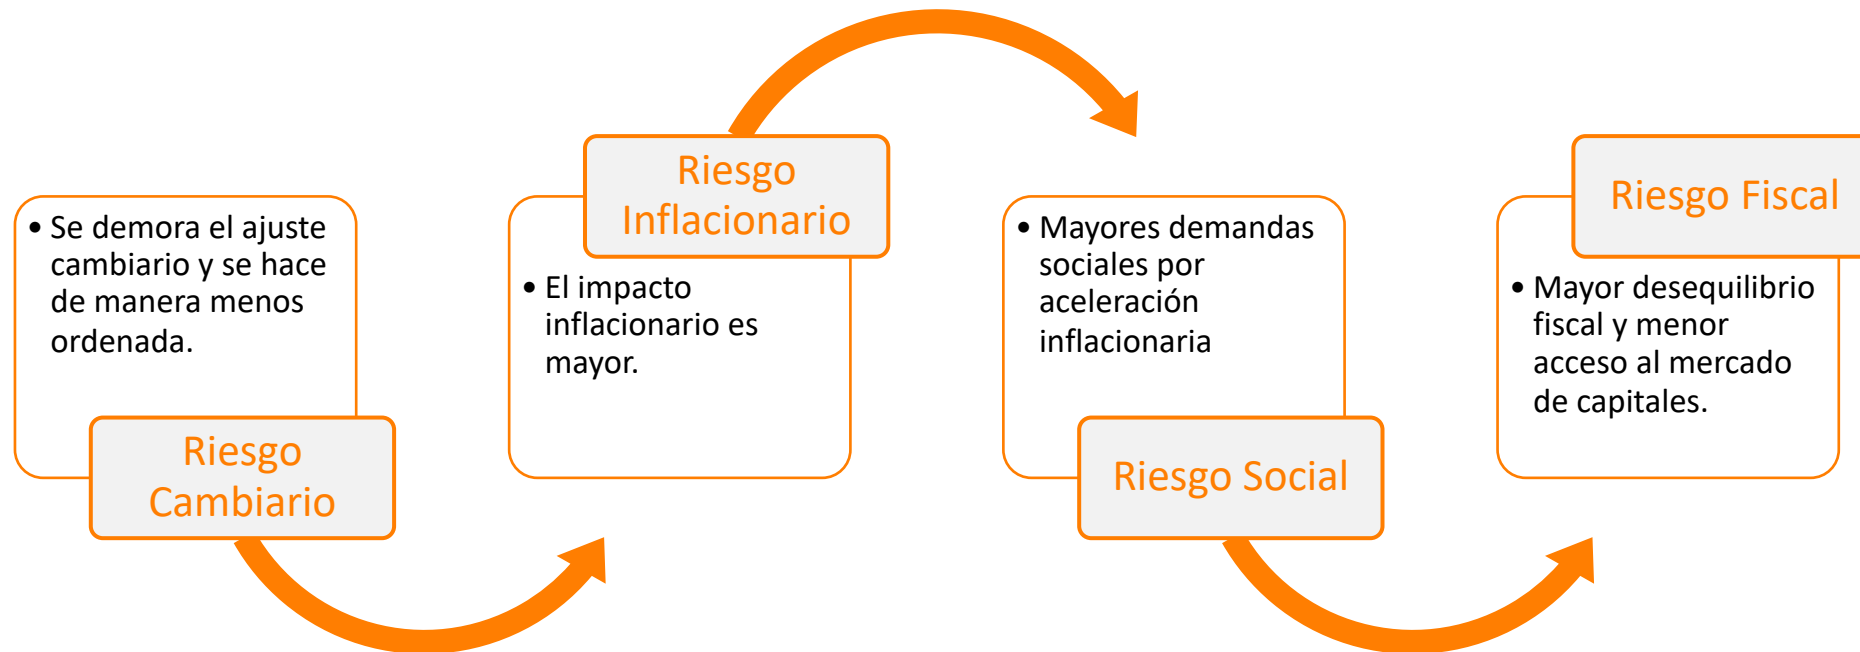 • Se demora el ajuste
cambiario y se hace
de manera menos
ordenada.
Riesgo
Cambiario
Riesgo
Inflacionario
• El impacto
inflacionario es
mayor.
• Mayores demandas
sociales por
aceleración
inflacionaria
Riesgo Social
Riesgo Fiscal
• Mayor desequilibrio
fiscal y menor
acceso al mercado
de capitales.